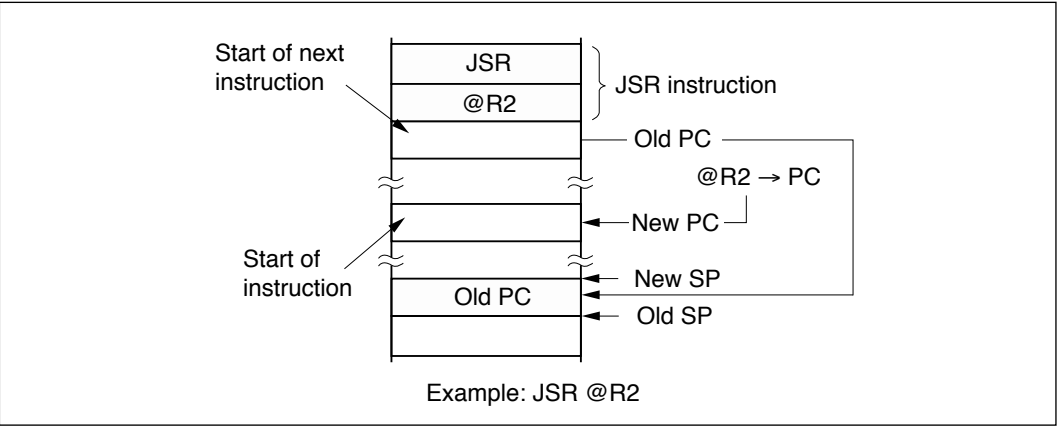 Start of next
instruction
JSR
@R2
JSR instruction
Old PC
@R2 → PC
New PC
Start of
instruction
New SP
Old PC
Old SP
Example: JSR @R2